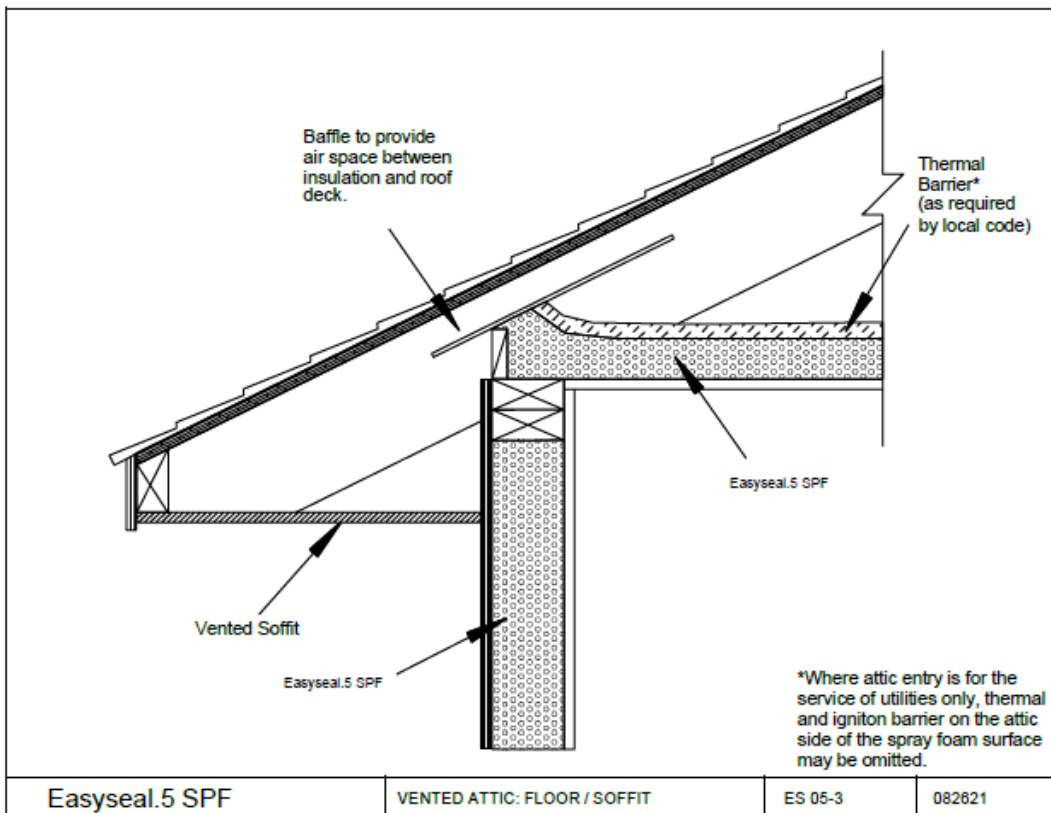 Baffle to provide
air space between
insulation and roof
deck.
Thermal
Barrier*
(as required
by local code)
Easyseal.5 SPF
Vented Soffit
Easyseal.5 SPF
*Where attic entry is for the
service of utilities only, thermal
and igniton barrier on the attic
side of the spray foam surface
may be omitted.
Easyseal.5 SPF
VENTED ATTIC: FLOOR / SOFFIT
ES 05-3
082621